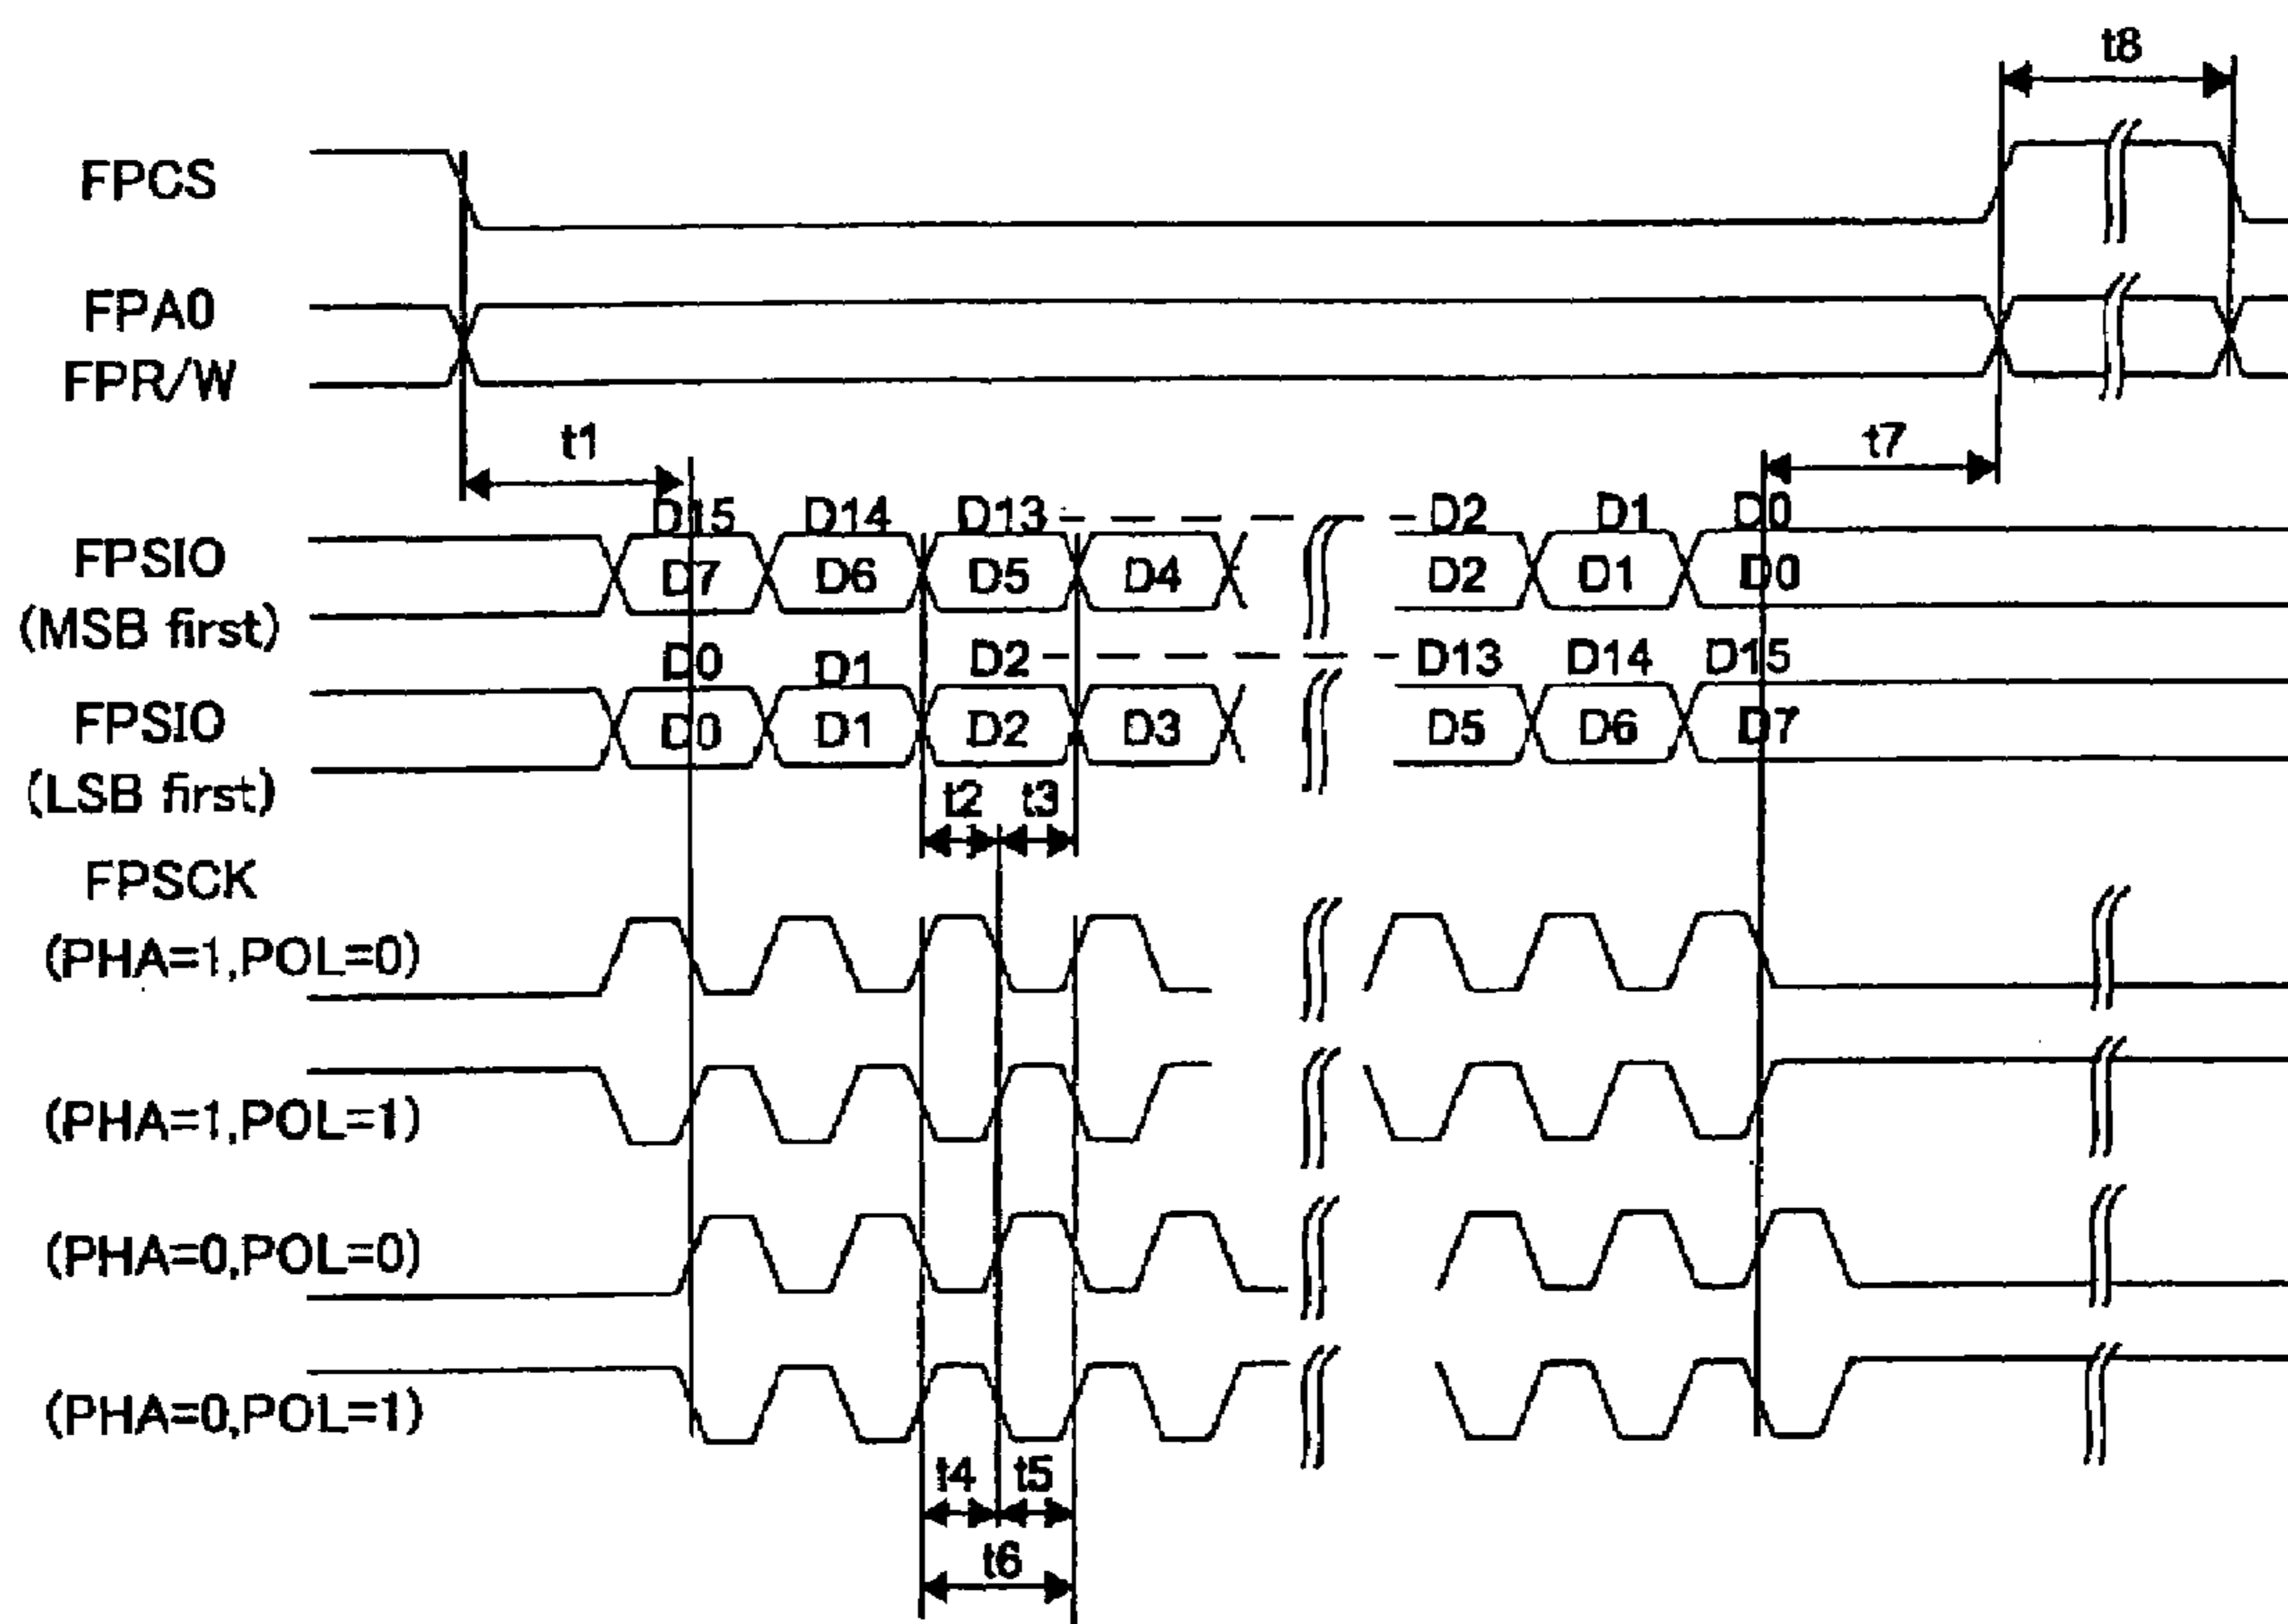 t8
FPCS
FPA0
FPR/W
t1 t7
D15 D14 D13 D2 D1 D0
FPSIO D7 D6 D5 D4 D2 D1 D0
(MSB first)
D0 D1 D2 D13 D14 D15
FPSIO D0 D1 D2 D3 D5 D6 D7
(LSB first)
t2 t3
FPSCK
(PHA=1,POL=0)
(PHA=1,POL=1)
(PHA=0,POL=0)
(PHA=0,POL=1)
t4 t5
t6